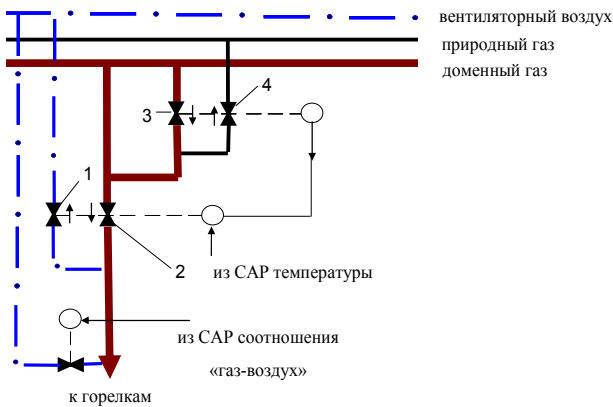 вентиляторный воздух
природный газ
доменный газ
4
3
1
2
из САР температуры
из САР соотношения
«газ-воздух»
к горелкам